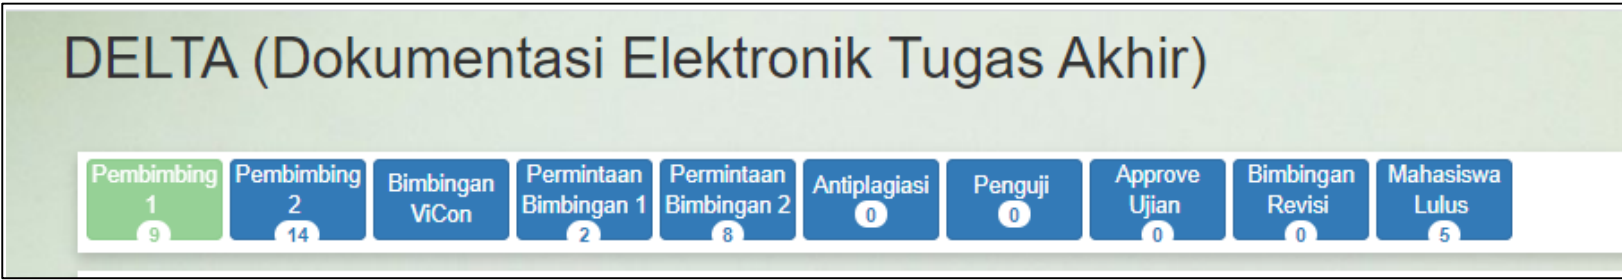 DELTA (Dokumentasi Elektronik Tugas Akhir)
Pembimbing
1
9
Pembimbing
2
14
Bimbingan
ViCon
Permintaan
Bimbingan 1
2
Permintaan
Bimbingan 2
8
Antiplagiasi
0
Penguji
0
Approve
Ujian
0
Bimbingan
Revisi
0
Mahasiswa
Lulus
5